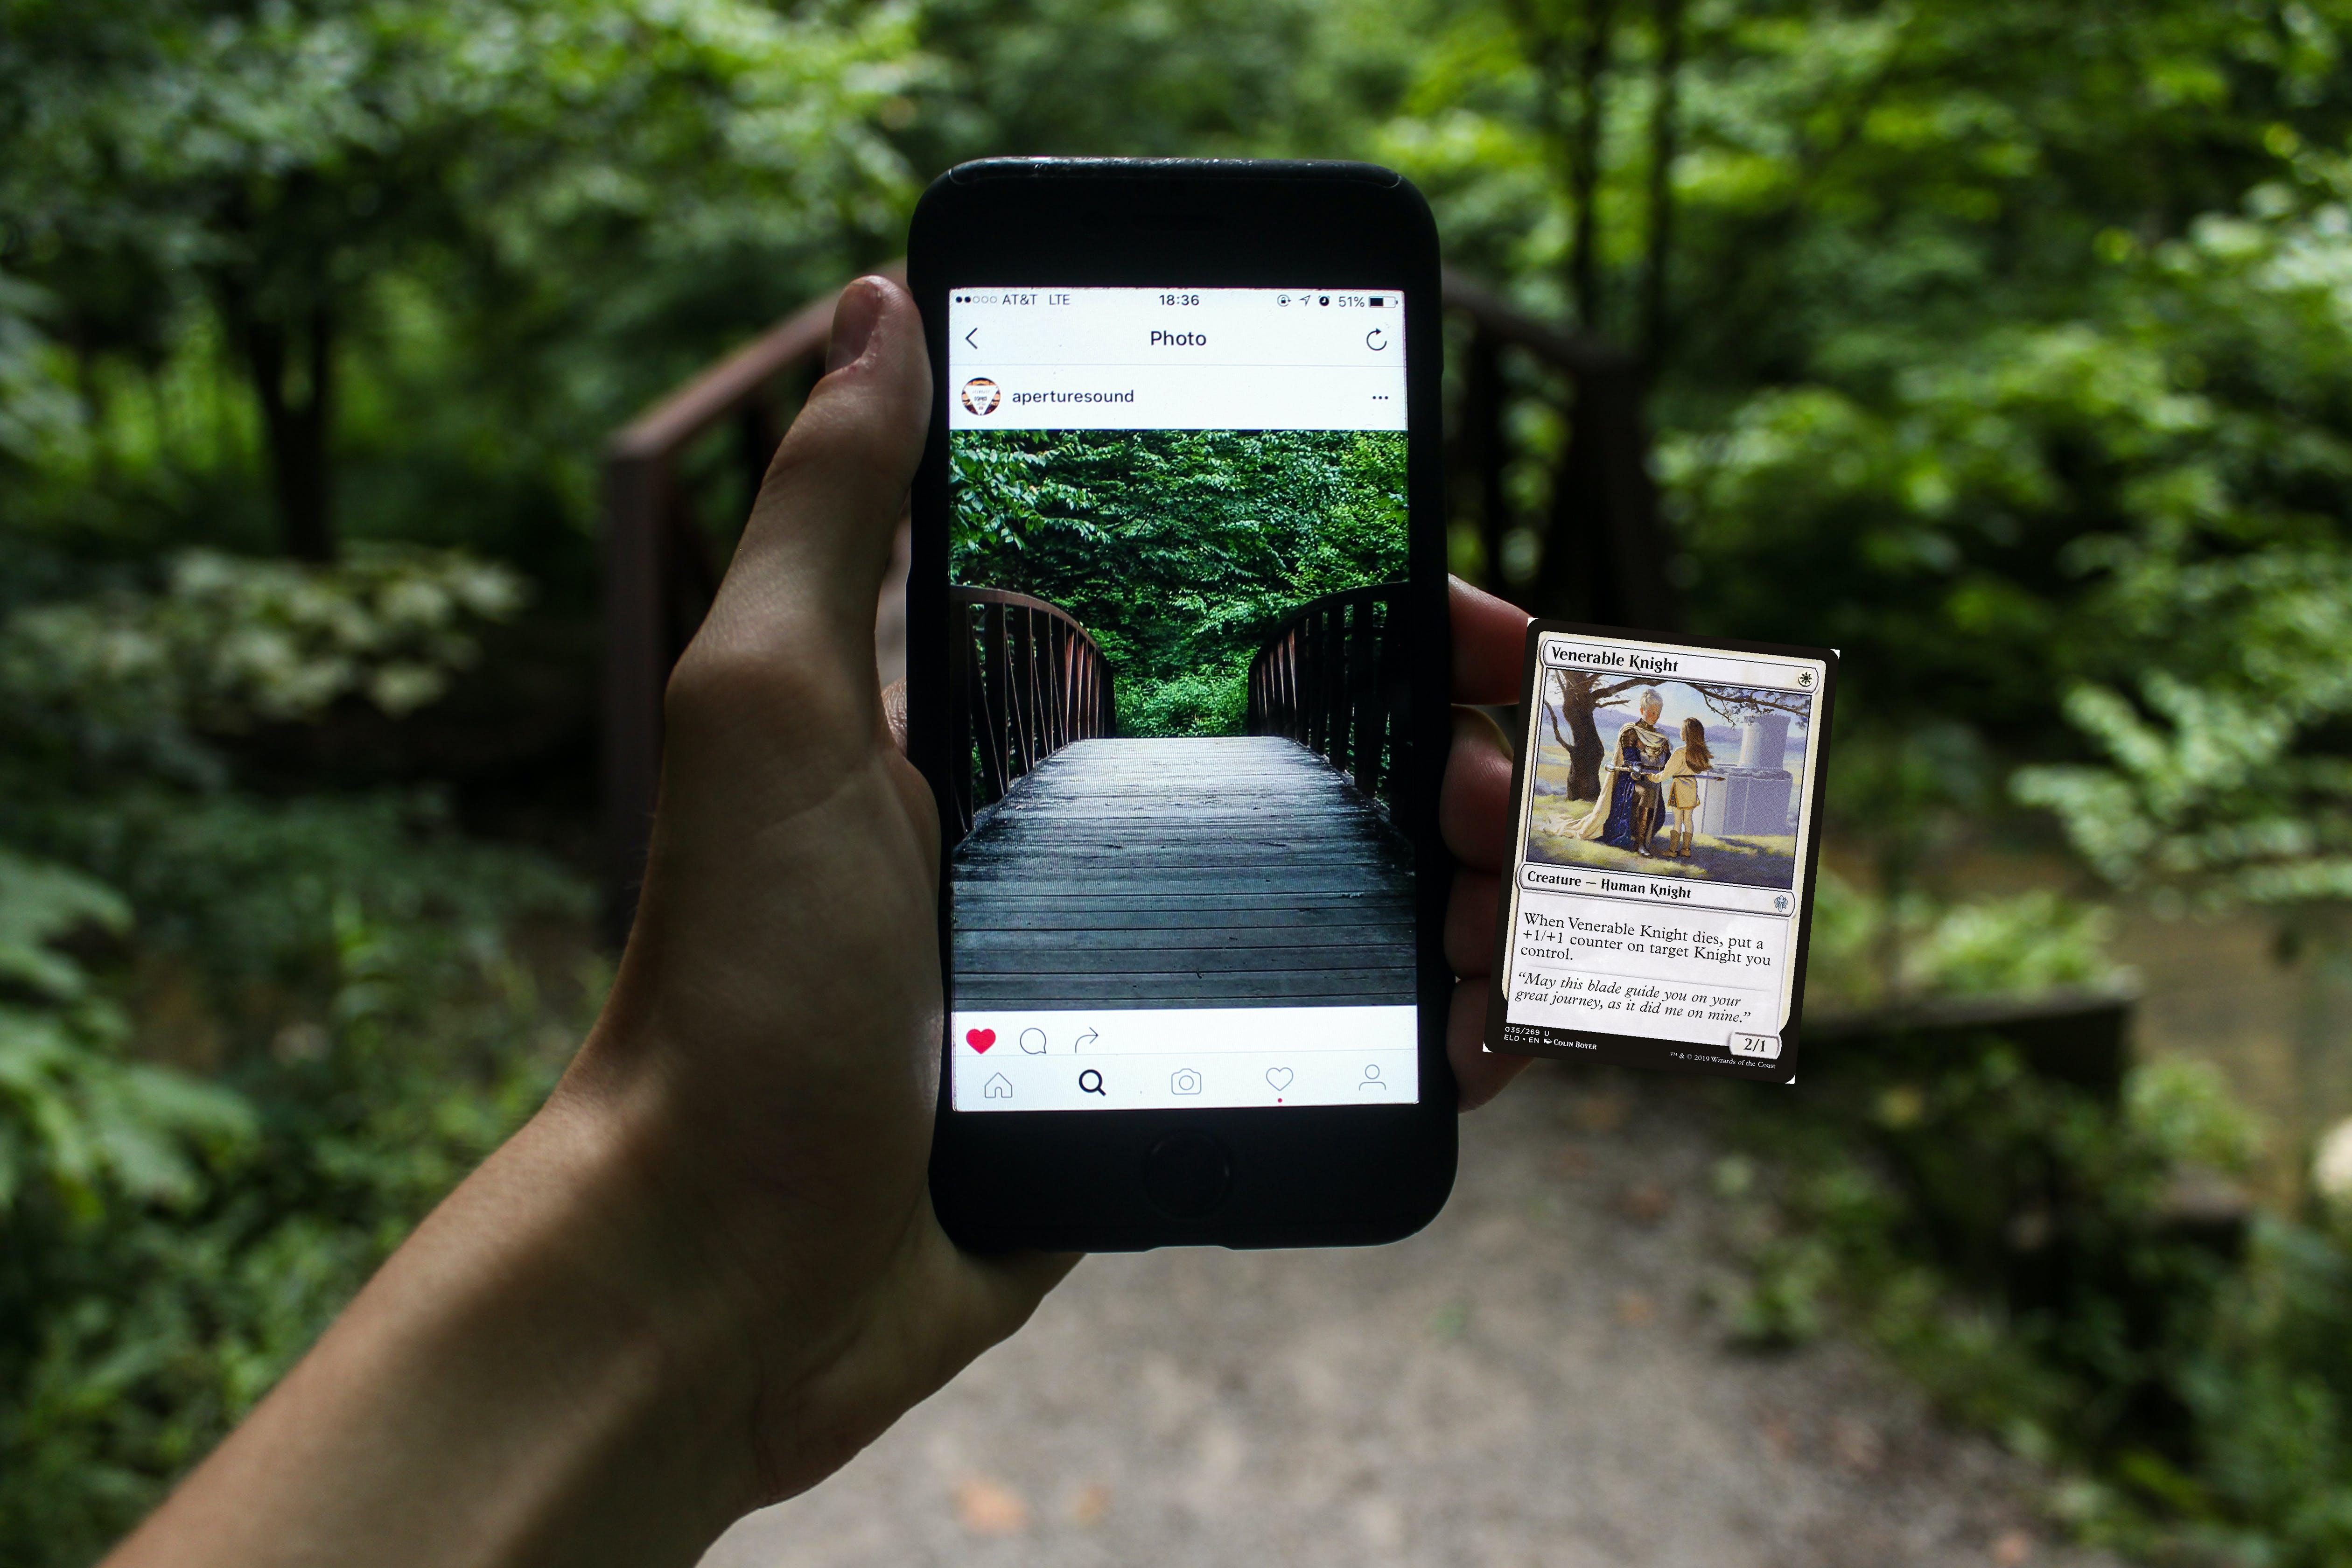 AT&T LTE 18:36 51%
Photo
aperturesound
Venerable Knight
Creature — Human Knight
When Venerable Knight dies, put a
+1/+1 counter on target Knight you
control.
“May this blade guide you on your
great journey, as it did me on mine.”
2/1
035/269 U
ELD • EN Colin Boyer
™ & © 2019 Wizards of the Coast